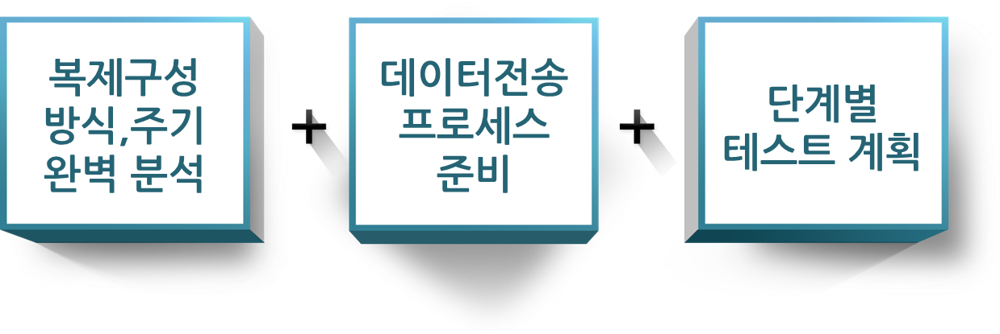 복제구성
방식,주기
완벽 분석
+
데이터전송
프로세스
준비
+
단계별
테스트 계획